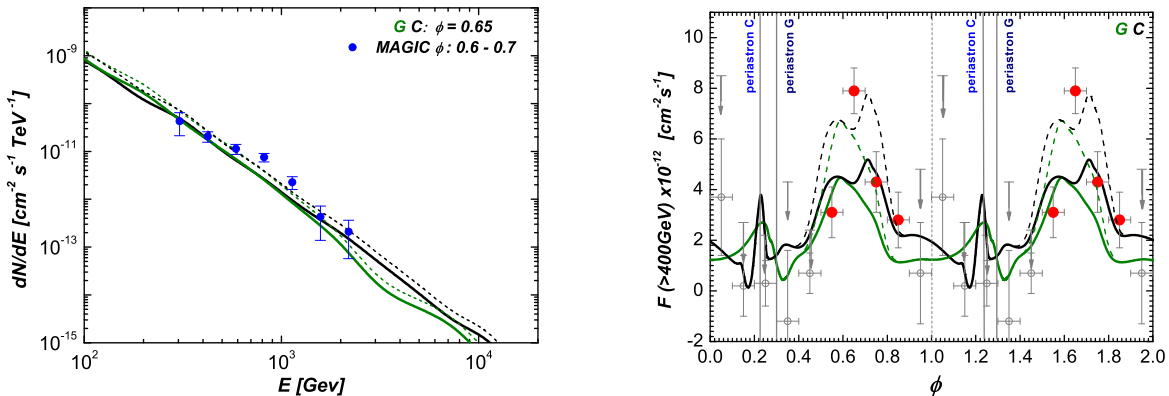 G C: ϕ = 0.65
MAGIC ϕ: 0.6 - 0.7
10^-9
10^-11
10^-13
10^-15
dN/dE [cm^-2 s^-1 TeV^-1]
10^2
10^3
10^4
E [Gev]
G C
periastron C
periastron G
periastron C
periastron G
10
8
6
4
2
0
-2
F (>400GeV) x10^-12 [cm^-2 s^-1]
0.0
0.2
0.4
0.6
0.8
1.0
1.2
1.4
1.6
1.8
2.0
ϕ